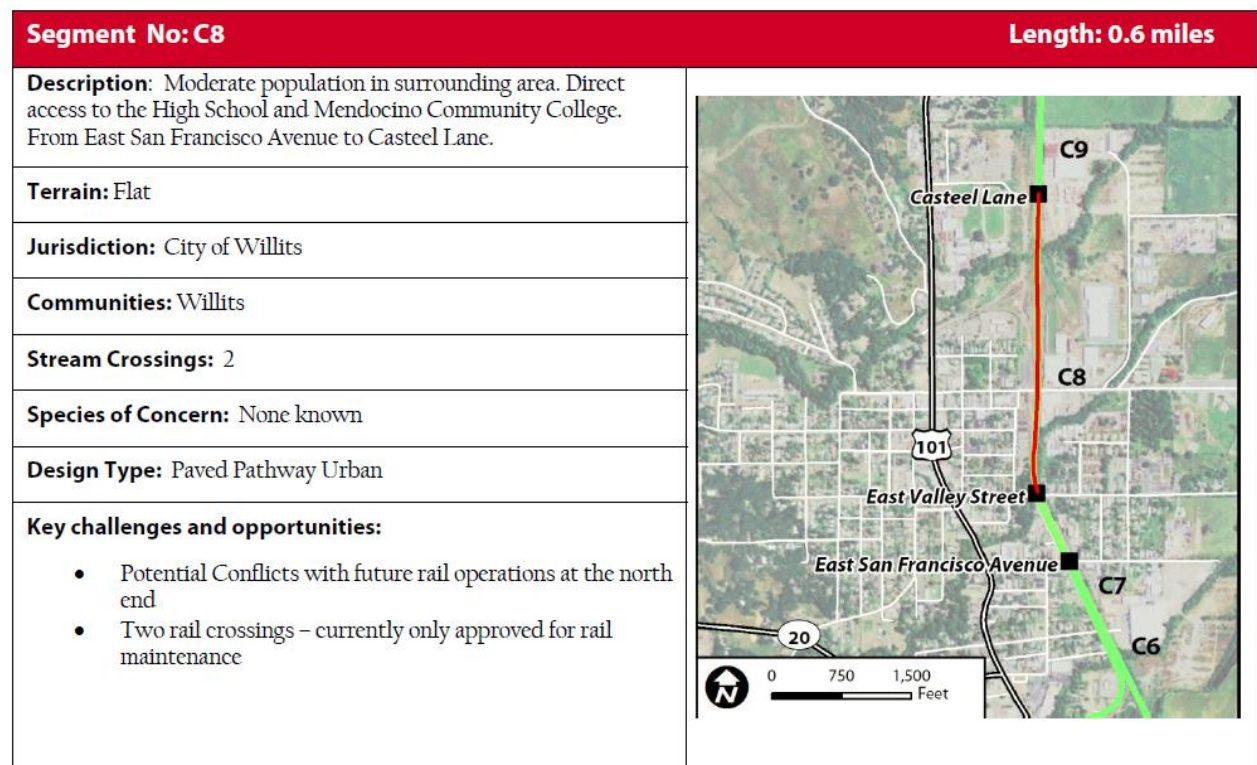 Segment No: C8
Length: 0.6 miles
Description: Moderate population in surrounding area. Direct
access to the High School and Mendocino Community College.
From East San Francisco Avenue to Casteel Lane.
Terrain: Flat
Jurisdiction: City of Willits
Communities: Willits
Stream Crossings: 2
Species of Concern: None known
Design Type: Paved Pathway Urban
Key challenges and opportunities:
• Potential Conflicts with future rail operations at the north
end
• Two rail crossings – currently only approved for rail
maintenance
C9
Casteel Lane
C8
101
East Valley Street
East San Francisco Avenue
C7
C6
20
N
0 750 1,500
Feet